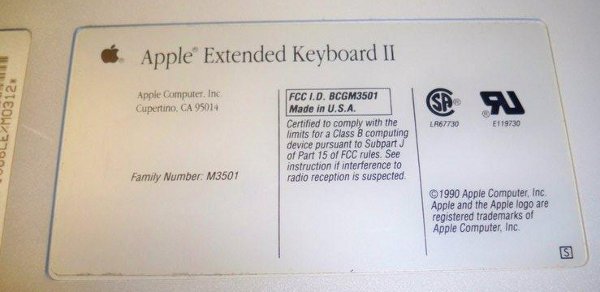 Apple® Extended Keyboard II
Apple Computer, Inc
Cupertino, CA 95014
Family Number: M3501
FCC I.D. BCGM3501
Made in U.S.A.
Certified to comply with the
limits for a Class B computing
device pursuant to Subpart J
of Part 15 of FCC rules. See
instruction if interference to
radio reception is suspected.
SA®
LR67730
®RU
E119730
©1990 Apple Computer, Inc.
Apple and the Apple logo are
registered trademarks of
Apple Computer, Inc.
S